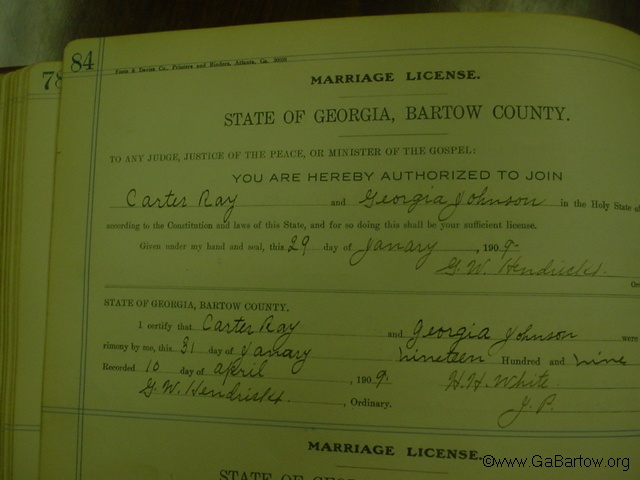 78
84
Foote & Davies Co., Printers and Binders, Atlanta, Ga.
MARRIAGE LICENSE.
STATE OF GEORGIA, BARTOW COUNTY.
TO ANY JUDGE, JUSTICE OF THE PEACE, OR MINISTER OF THE GOSPEL:
YOU ARE HEREBY AUTHORIZED TO JOIN
Carter Ray and Georgia Johnson in the Holy State of
according to the Constitution and laws of this State, and for so doing this shall be your sufficient license.
Given under my hand and seal, this 29 day of Janary, 1909.
G. W. Hendricks.
Or
STATE OF GEORGIA, BARTOW COUNTY.
I certify that Carter Ray and Georgia Johnson were
rimony by me, this 31 day of Janary nineteen Hundred and nine
Recorded 10 day of april, 1909. H. H. White
G. W. Hendricks., Ordinary. J. P.
MARRIAGE LICENSE.
STATE OF GEO
©www.GaBartow.org